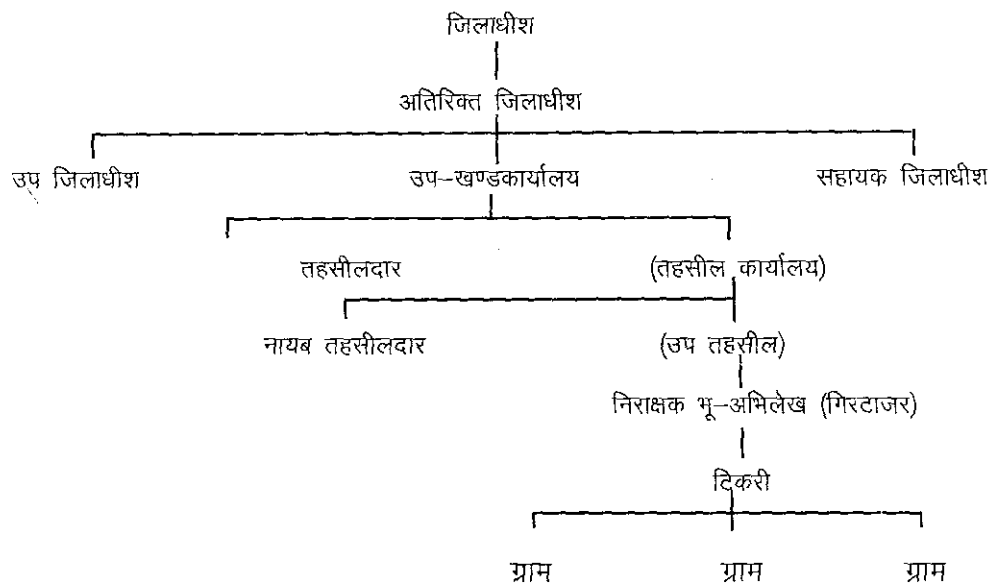 जिलाधीश
अतिरिक्त जिलाधीश
उप जिलाधीश उप-खण्डकार्यालय सहायक जिलाधीश
तहसीलदार (तहसील कार्यालय)
नायब तहसीलदार (उप तहसील)
निराक्षक भू-अभिलेख (गिरटाजर)
टिकरी
ग्राम ग्राम ग्राम